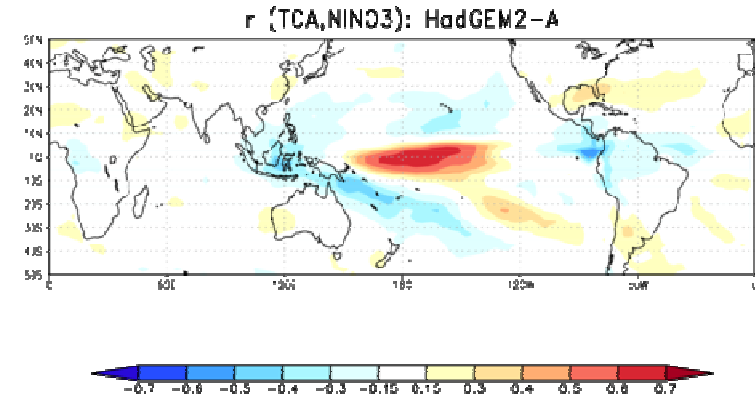 r (TCA,NINO3): HadGEM2-A
50N
40N
30N
20N
10N
EQ
10S
20S
30S
40S
50S
0 60E 120E 180 120W 60W 0
-0.7 -0.6 -0.5 -0.4 -0.3 -0.15 0.15 0.3 0.4 0.5 0.6 0.7